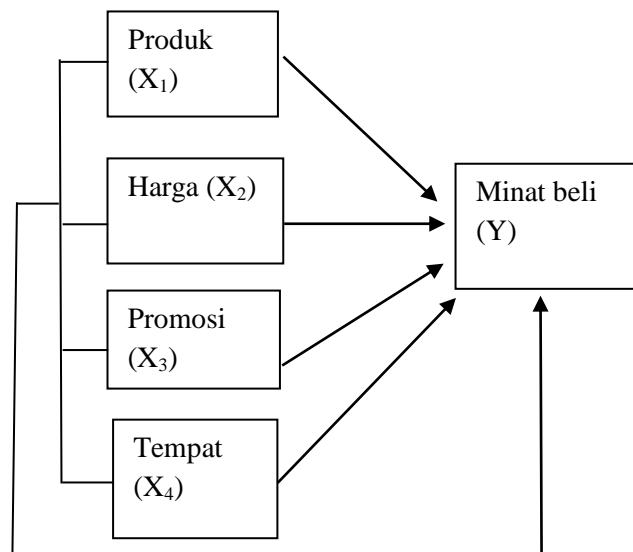 Produk
(X₁)
Harga (X₂)
Promosi
(X₃)
Tempat
(X₄)
Minat beli
(Y)